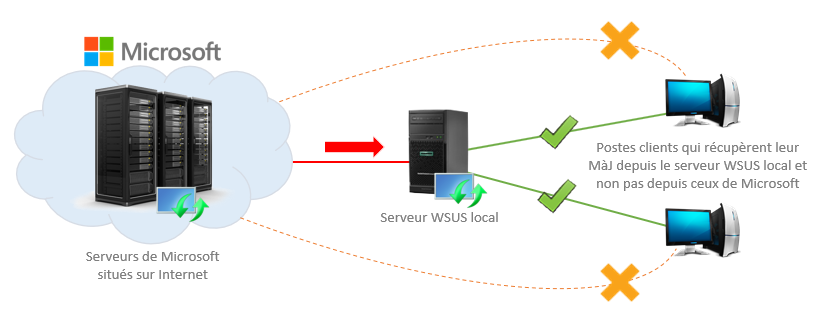 Microsoft
Serveurs de Microsoft
situés sur Internet
Serveur WSUS local
Postes clients qui récupèrent leur
MàJ depuis le serveur WSUS local et
non pas depuis ceux de Microsoft